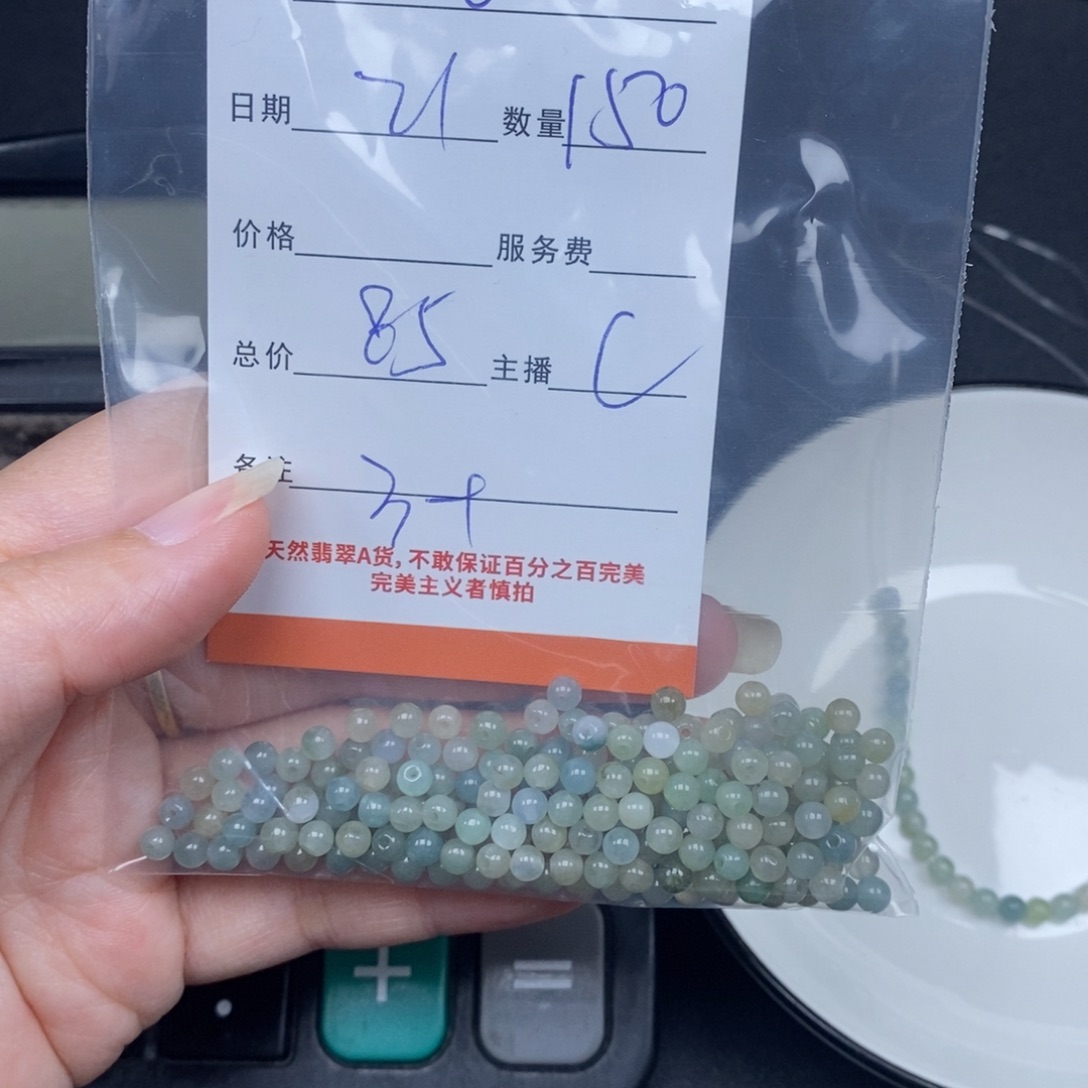 日期 21 数量 150
价格 服务费
总价 85 主播 C
备注 3+
天然翡翠A货, 不敢保证百分之百完美
完美主义者慎拍
+ =